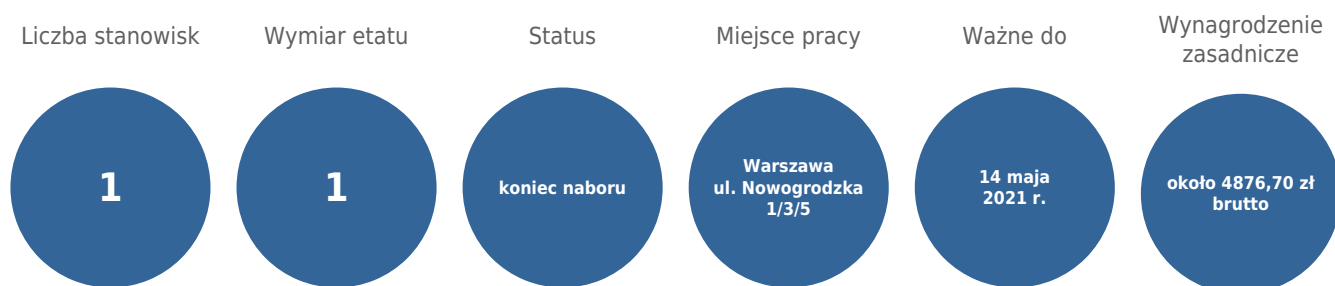 Liczba stanowisk
Wymiar etatu
Status
Miejsce pracy
Ważne do
Wynagrodzenie
zasadnicze
1
1
koniec naboru
Warszawa
ul. Nowogrodzka
1/3/5
14 maja
2021 r.
około 4876,70 zł
brutto